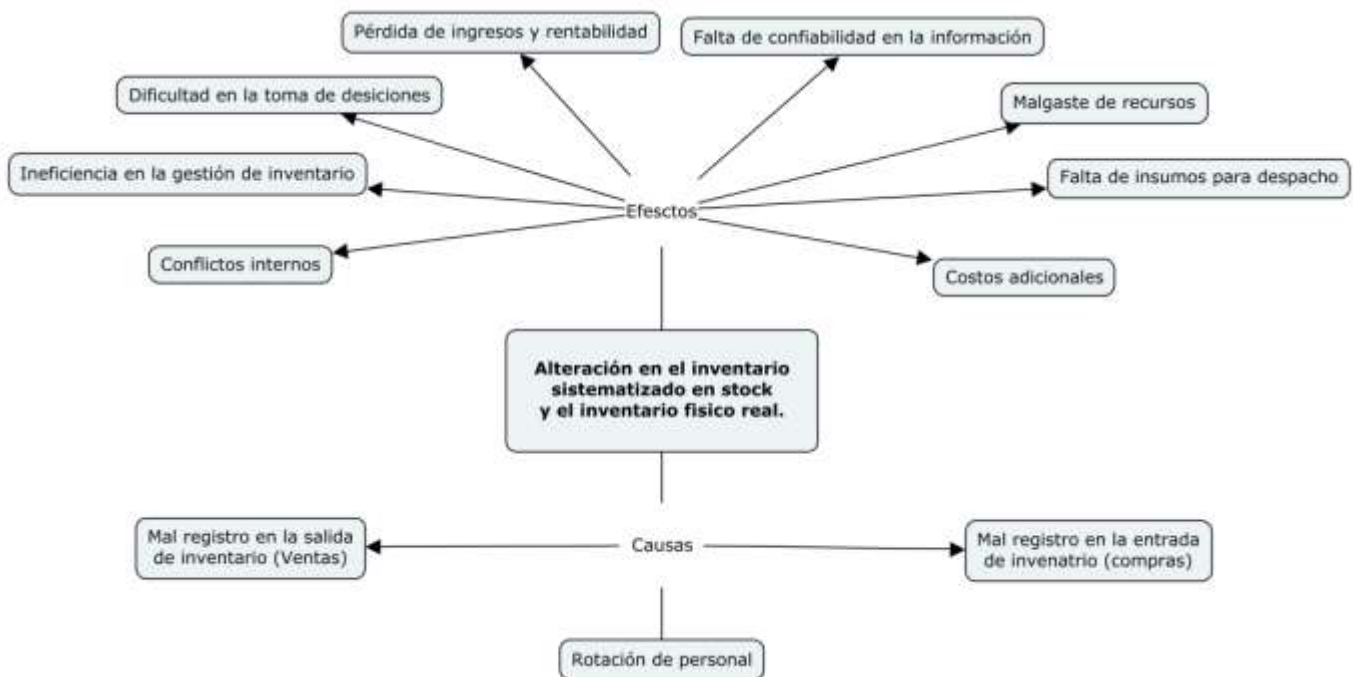 Pérdida de ingresos y rentabilidad
Falta de confiabilidad en la información
Dificultad en la toma de desiciones
Malgaste de recursos
Ineficiencia en la gestión de inventario
Falta de insumos para despacho
Efesctos
Conflictos internos
Costos adicionales
Alteración en el inventario
sistematizado en stock
y el inventario fisico real.
Mal registro en la salida
de inventario (Ventas)
Causas
Mal registro en la entrada
de invenatrio (compras)
Rotación de personal